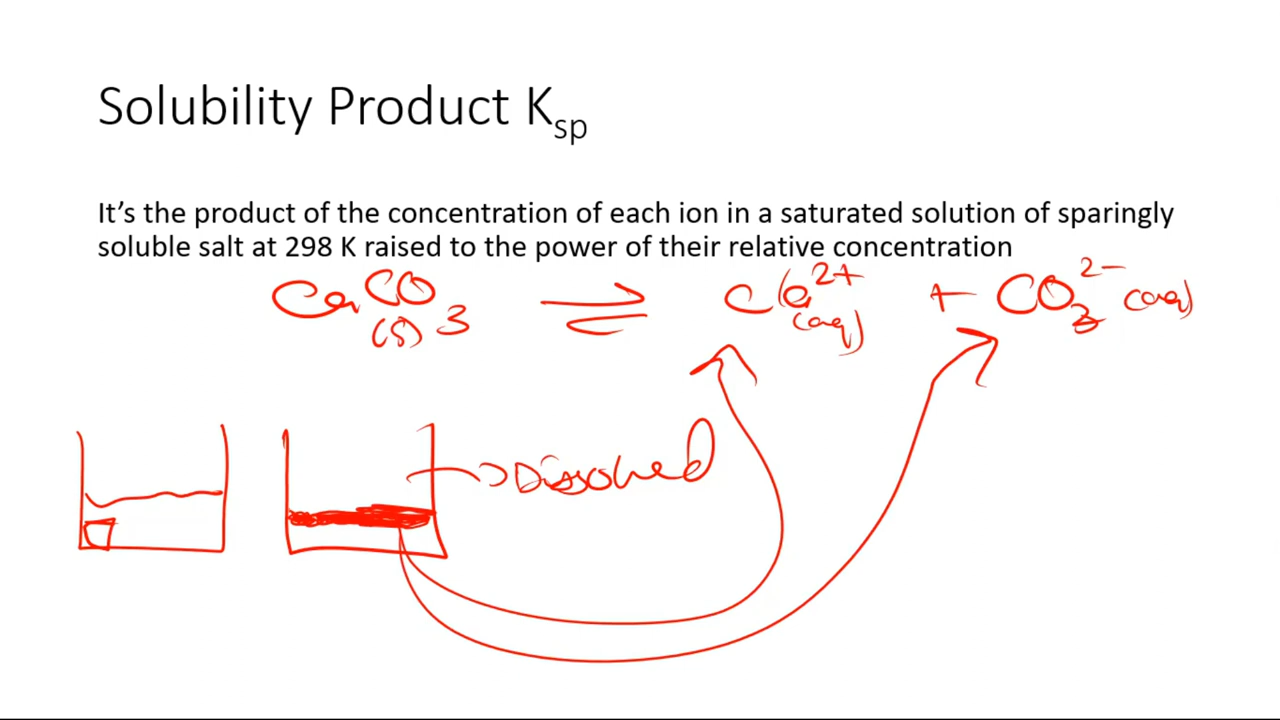 Solubility Product Ksp
It's the product of the concentration of each ion in a saturated solution of sparingly
soluble salt at 298 K raised to the power of their relative concentration
CaCO3 (s) ⇌ Ca2+ (aq) + CO32- (aq)
Dissolved